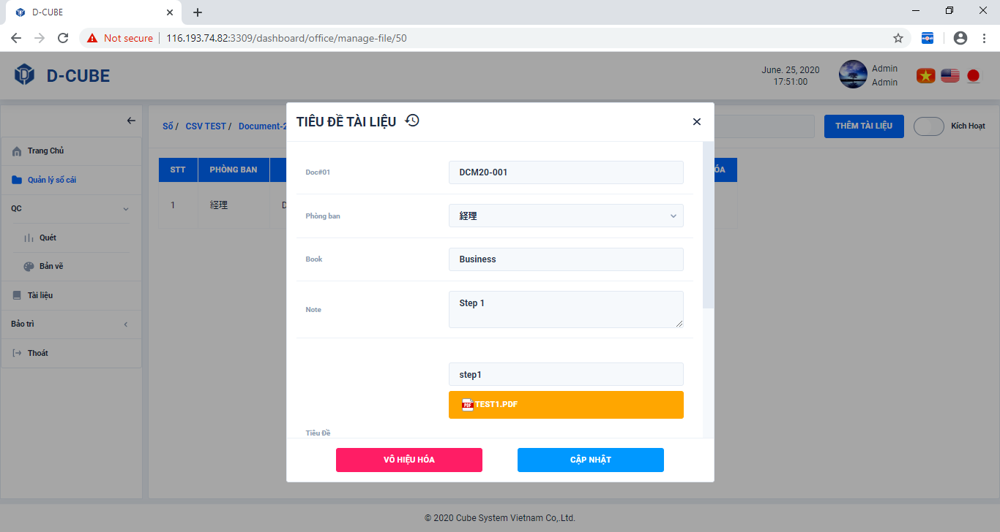 D-CUBE
Not secure
116.193.74.82:3309/dashboard/office/manage-file/50
D-CUBE
June. 25, 2020
17:51:00
Admin
Admin
Sổ / CSV TEST / Document-2
THÊM TÀI LIỆU
Kích Hoạt
Trang Chủ
Quản lý sổ cái
QC
Quét
Bản vẽ
Tài liệu
Bảo trì
Thoát
STT PHÒNG BAN ÓA
1 経理 D
TIÊU ĐỀ TÀI LIỆU
Doc#01 DCM20-001
Phòng ban 経理
Book Business
Note Step 1
step1
PDF TEST1.PDF
Tiêu Đề
VÔ HIỆU HÓA CẬP NHẬT
© 2020 Cube System Vietnam Co,.Ltd.